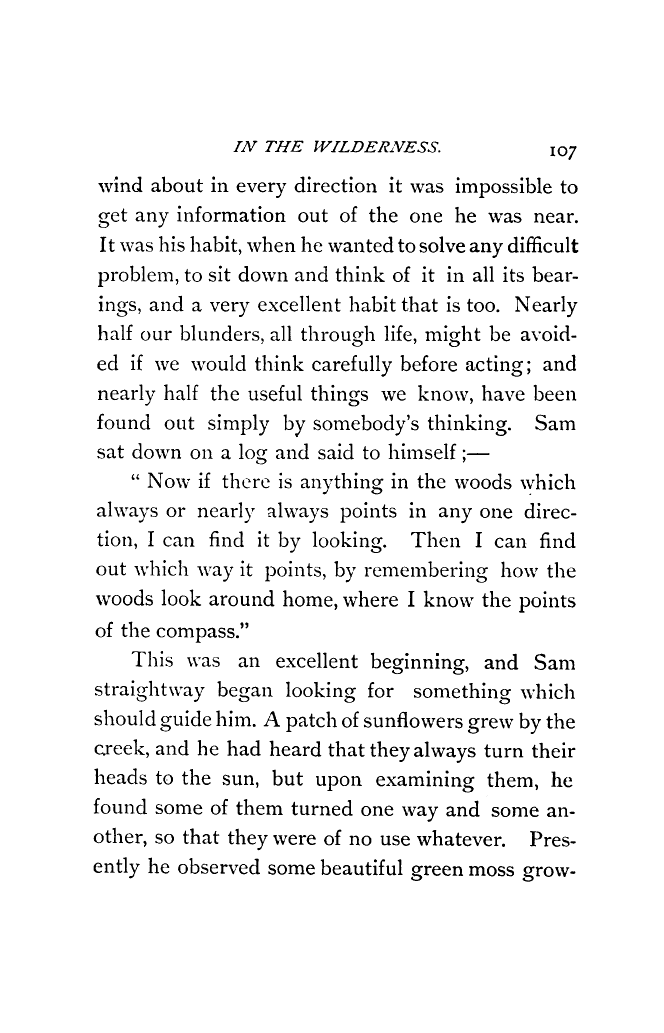 IN THE WILDERNESS. 107
wind about in every direction it was impossible to
get any information out of the one he was near.
It was his habit, when he wanted to solve any difficult
problem, to sit down and think of it in all its bear-
ings, and a very excellent habit that is too. Nearly
half our blunders, all through life, might be avoid-
ed if we would think carefully before acting; and
nearly half the useful things we know, have been
found out simply by somebody's thinking. Sam
sat down on a log and said to himself;—
“ Now if there is anything in the woods which
always or nearly always points in any one direc-
tion, I can find it by looking. Then I can find
out which way it points, by remembering how the
woods look around home, where I know the points
of the compass.”
This was an excellent beginning, and Sam
straightway began looking for something which
should guide him. A patch of sunflowers grew by the
creek, and he had heard that they always turn their
heads to the sun, but upon examining them, he
found some of them turned one way and some an-
other, so that they were of no use whatever. Pres-
ently he observed some beautiful green moss grow-